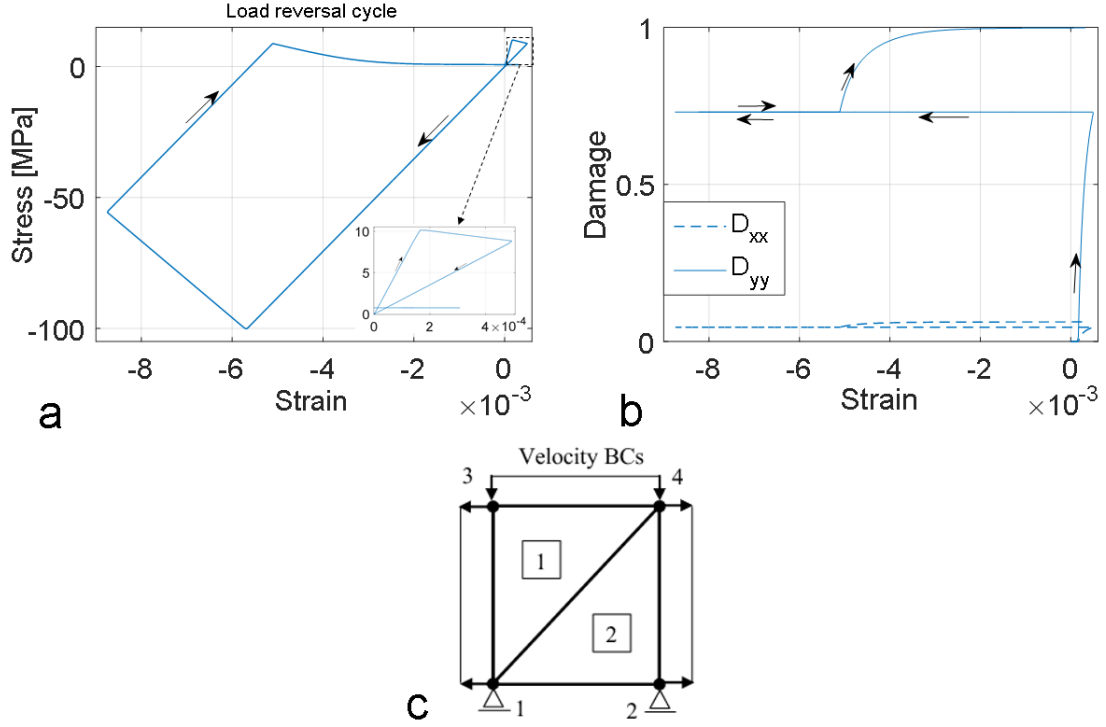 Load reversal cycle
Stress [MPa]
0
-50
-100
-8
-6
-4
-2
0
×10⁻³
Strain
10
5
0
0
2
4 ×10⁻⁴
a
Damage
1
0.5
0
D_xx
D_yy
-8
-6
-4
-2
0
×10⁻³
Strain
b
Velocity BCs
3
4
1
2
1
2
c